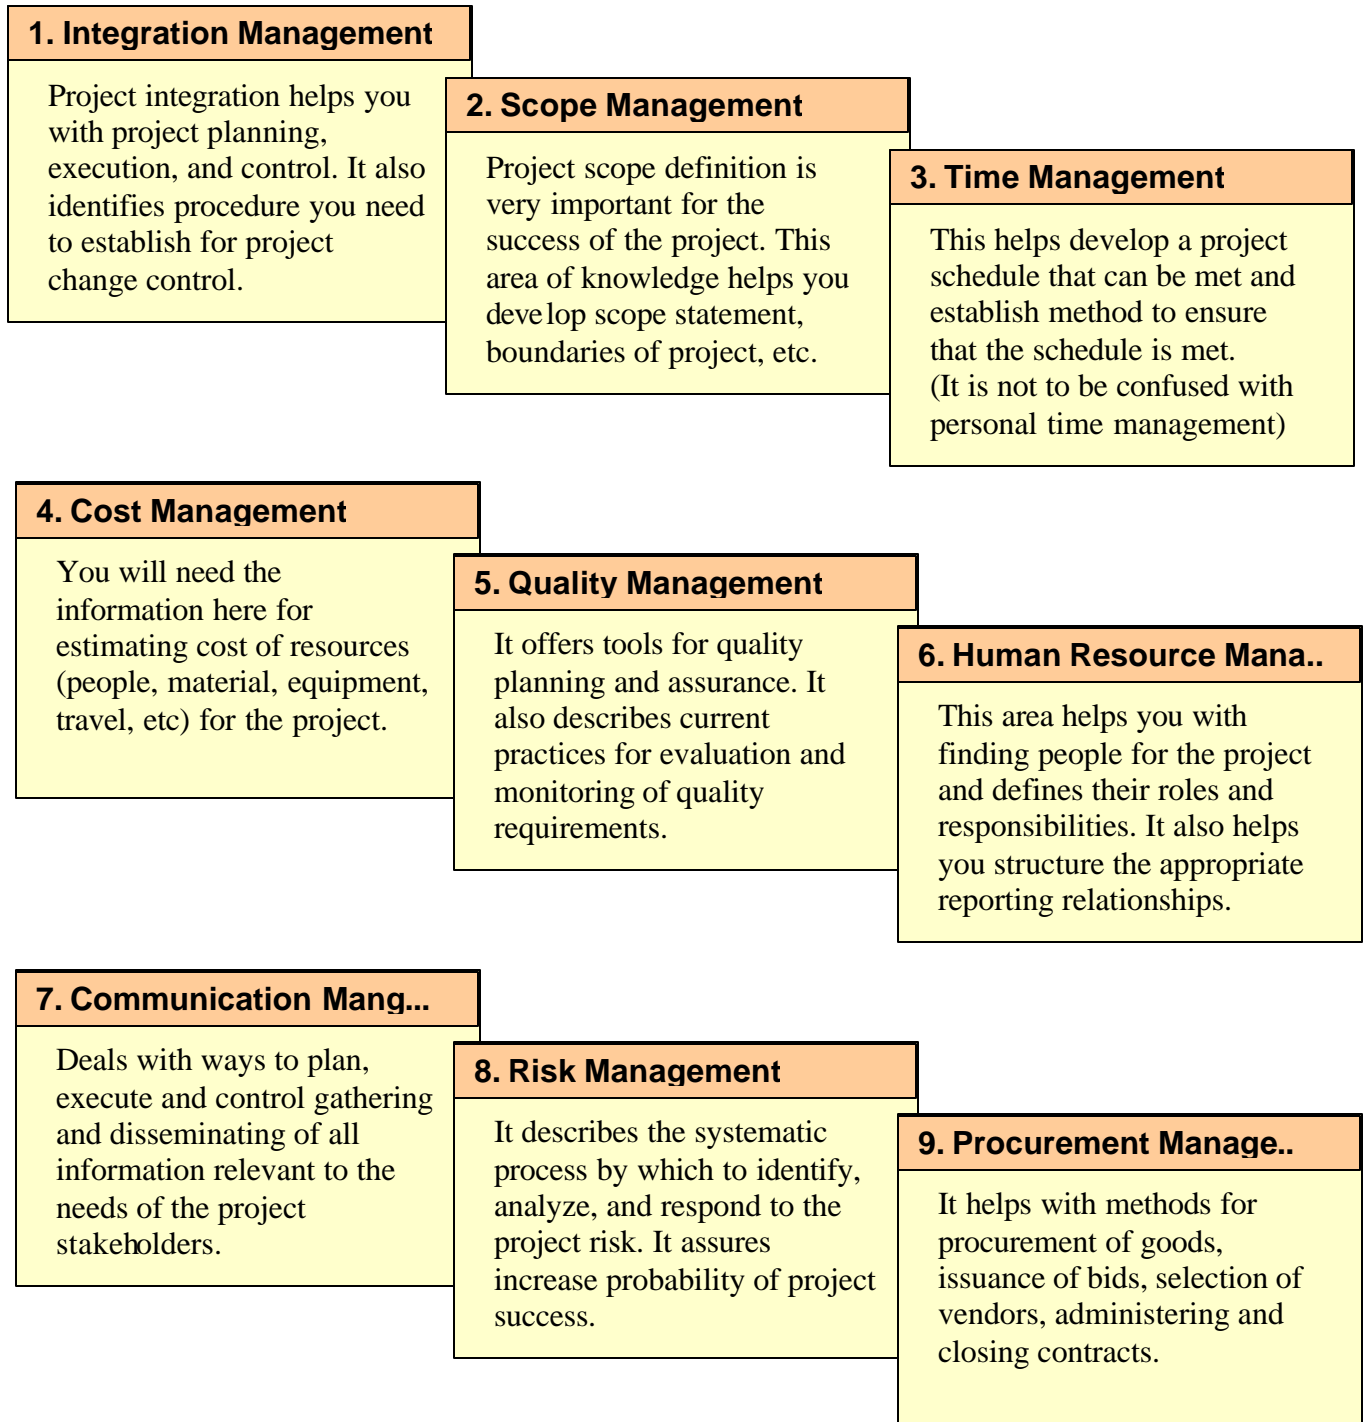 1. Integration Management
Project integration helps you
with project planning,
execution, and control. It also
identifies procedure you need
to establish for project
change control.
2. Scope Management
Project scope definition is
very important for the
success of the project. This
area of knowledge helps you
develop scope statement,
boundaries of project, etc.
3. Time Management
This helps develop a project
schedule that can be met and
establish method to ensure
that the schedule is met.
(It is not to be confused with
personal time management)
4. Cost Management
You will need the
information here for
estimating cost of resources
(people, material, equipment,
travel, etc) for the project.
5. Quality Management
It offers tools for quality
planning and assurance. It
also describes current
practices for evaluation and
monitoring of quality
requirements.
6. Human Resource Mana..
This area helps you with
finding people for the project
and defines their roles and
responsibilities. It also helps
you structure the appropriate
reporting relationships.
7. Communication Mang...
Deals with ways to plan,
execute and control gathering
and disseminating of all
information relevant to the
needs of the project
stakeholders.
8. Risk Management
It describes the systematic
process by which to identify,
analyze, and respond to the
project risk. It assures
increase probability of project
success.
9. Procurement Manage..
It helps with methods for
procurement of goods,
issuance of bids, selection of
vendors, administering and
closing contracts.